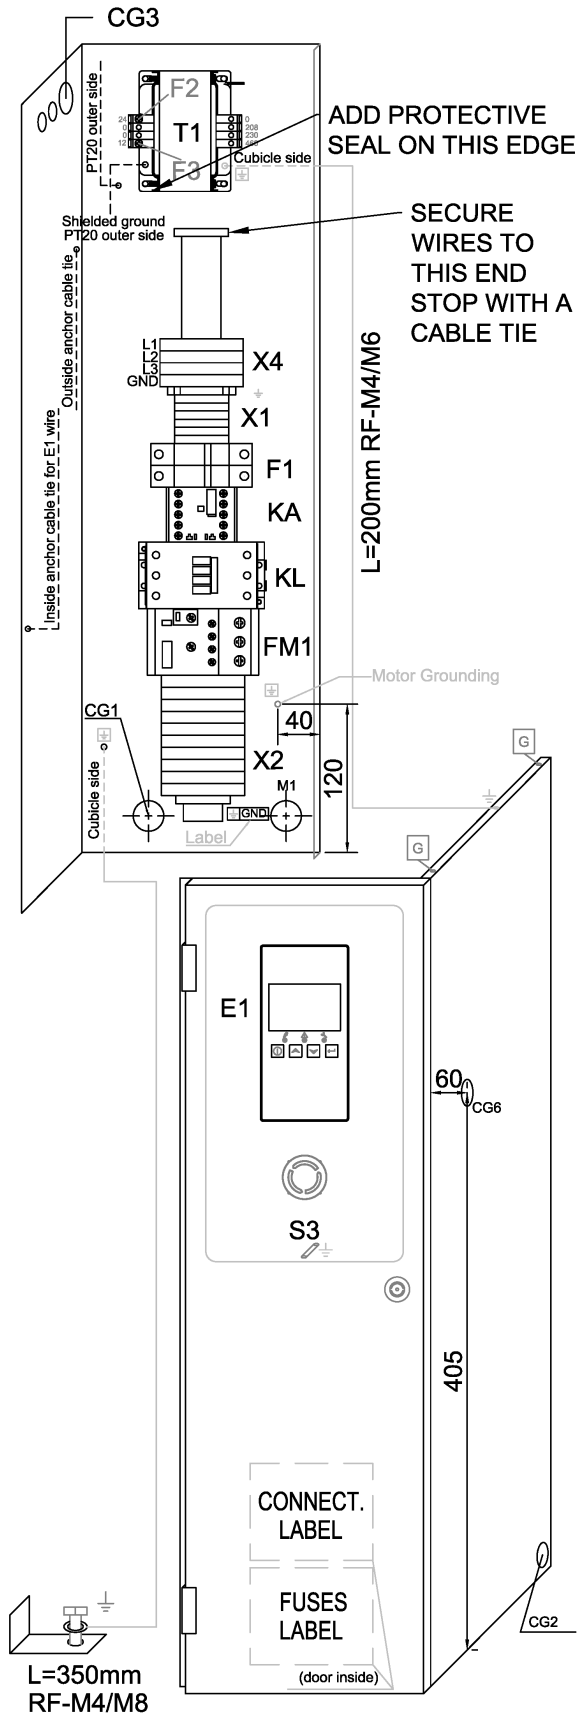 CG3
F2
T1
F3
24
0
0
12
0
208
230
460
PT20 outer side
Cubicle side
Shielded ground
PT20 outer side
ADD PROTECTIVE
SEAL ON THIS EDGE
SECURE
WIRES TO
THIS END
STOP WITH A
CABLE TIE
Outside anchor cable tie
Inside anchor cable tie for E1 wire
L1
L2
L3
GND
X4
X1
F1
KA
KL
FM1
X2
L=200mm RF-M4/M6
Motor Grounding
40
120
CG1
Cubicle side
M1
GND
Label
G
G
E1
60
CG6
S3
405
CONNECT.
LABEL
FUSES
LABEL
(door inside)
CG2
L=350mm
RF-M4/M8